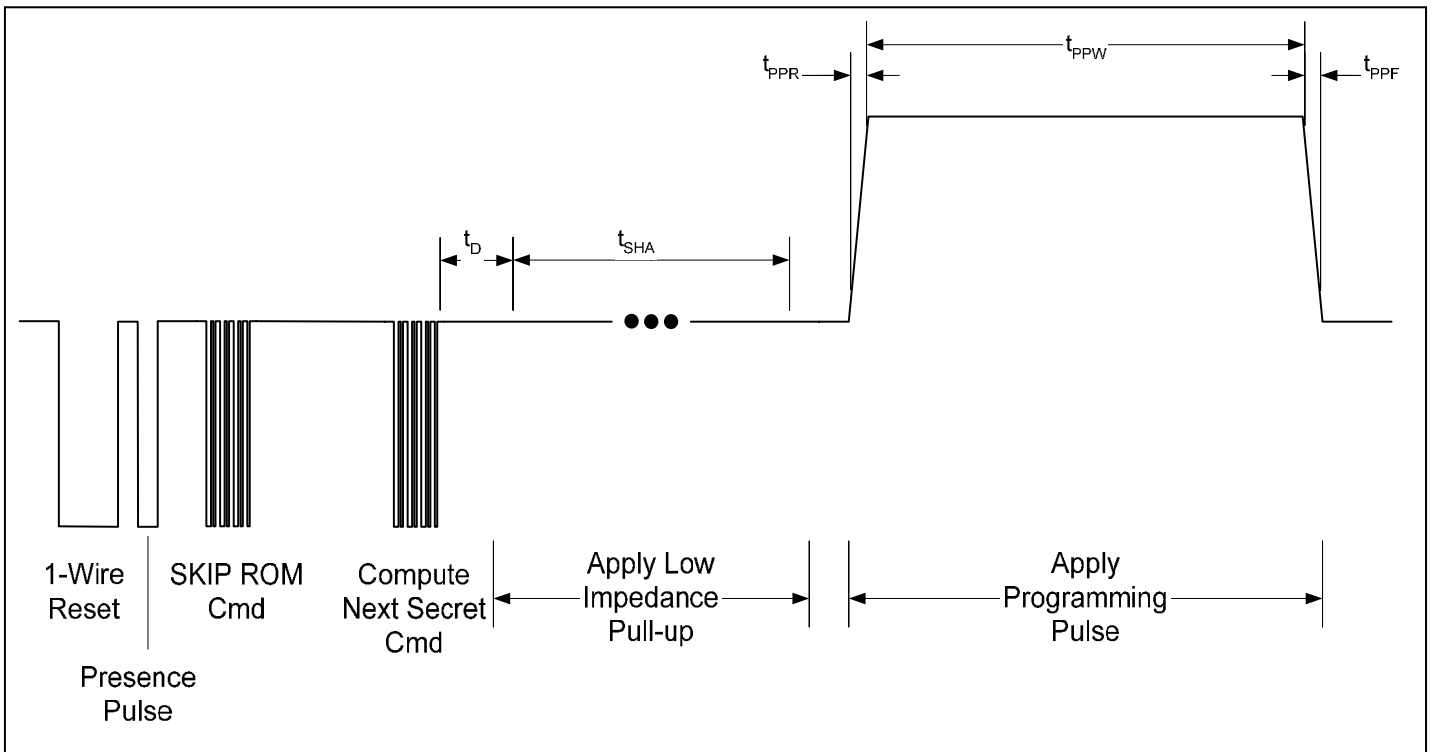 tPPW
tPPR
tPPF
tD
tSHA
1-Wire
Reset
Presence
Pulse
SKIP ROM
Cmd
Compute
Next Secret
Cmd
Apply Low
Impedance
Pull-up
Apply
Programming
Pulse